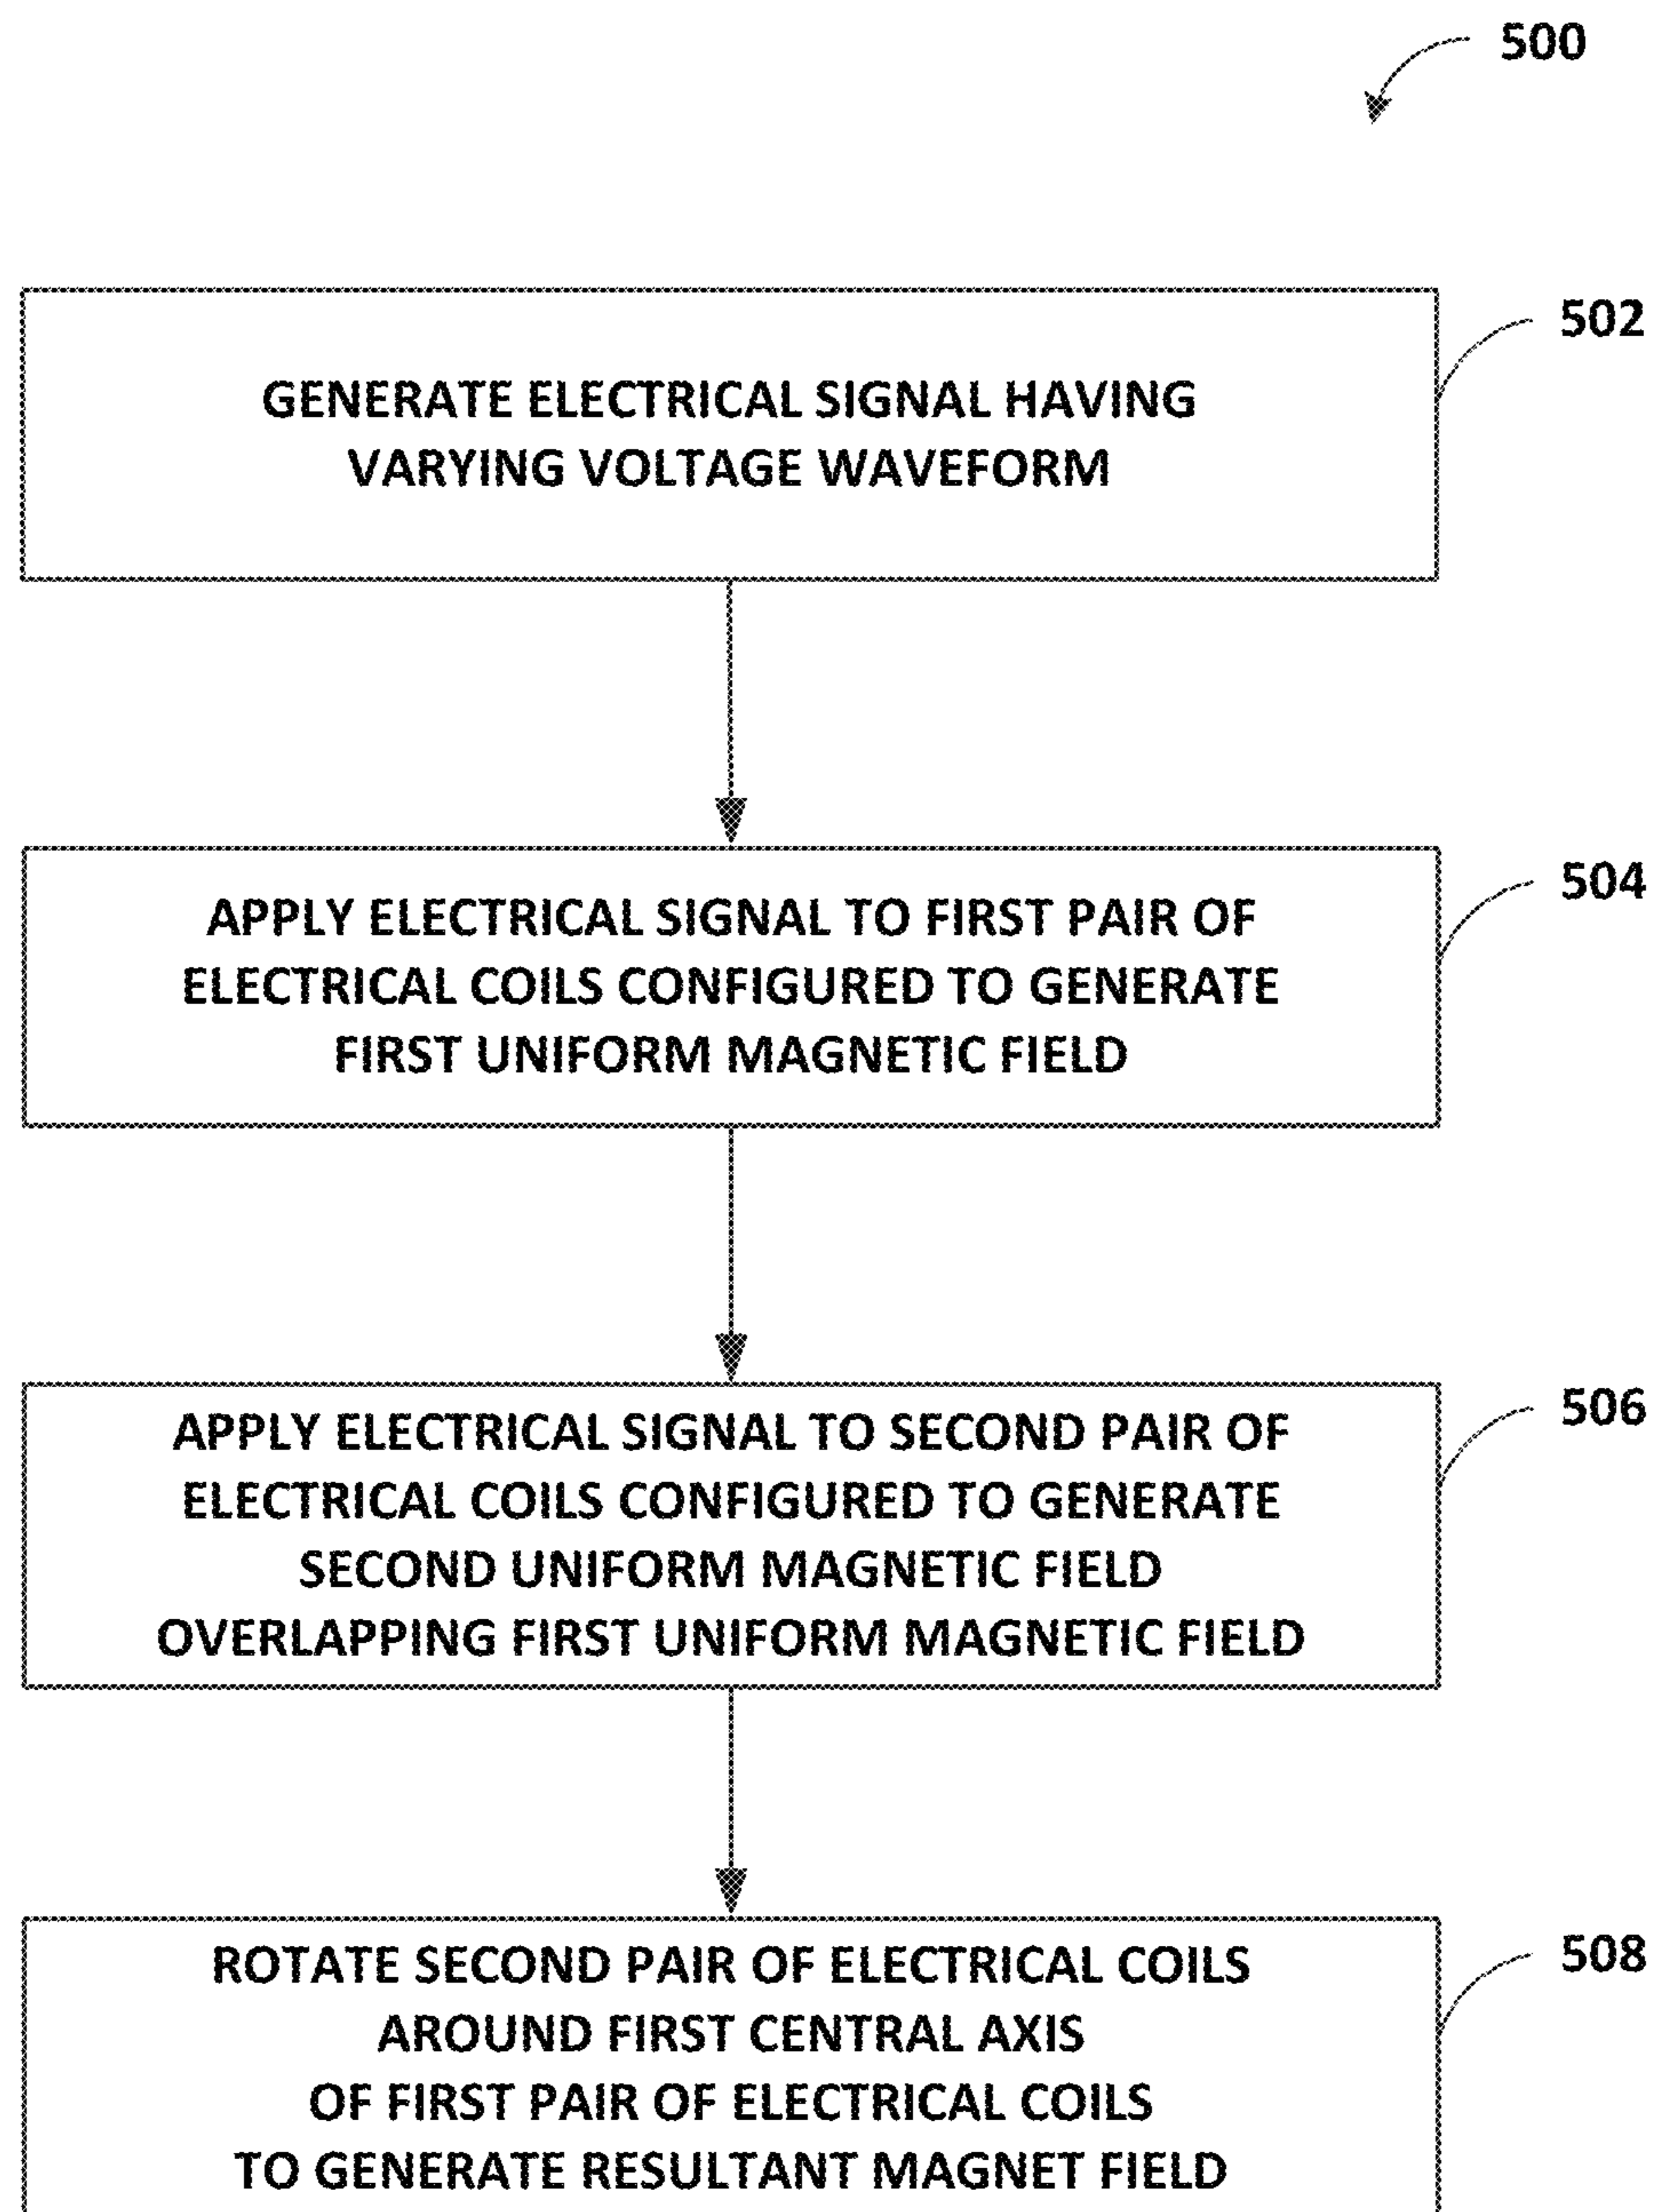 500
502
GENERATE ELECTRICAL SIGNAL HAVING
VARYING VOLTAGE WAVEFORM
504
APPLY ELECTRICAL SIGNAL TO FIRST PAIR OF
ELECTRICAL COILS CONFIGURED TO GENERATE
FIRST UNIFORM MAGNETIC FIELD
506
APPLY ELECTRICAL SIGNAL TO SECOND PAIR OF
ELECTRICAL COILS CONFIGURED TO GENERATE
SECOND UNIFORM MAGNETIC FIELD
OVERLAPPING FIRST UNIFORM MAGNETIC FIELD
508
ROTATE SECOND PAIR OF ELECTRICAL COILS
AROUND FIRST CENTRAL AXIS
OF FIRST PAIR OF ELECTRICAL COILS
TO GENERATE RESULTANT MAGNET FIELD